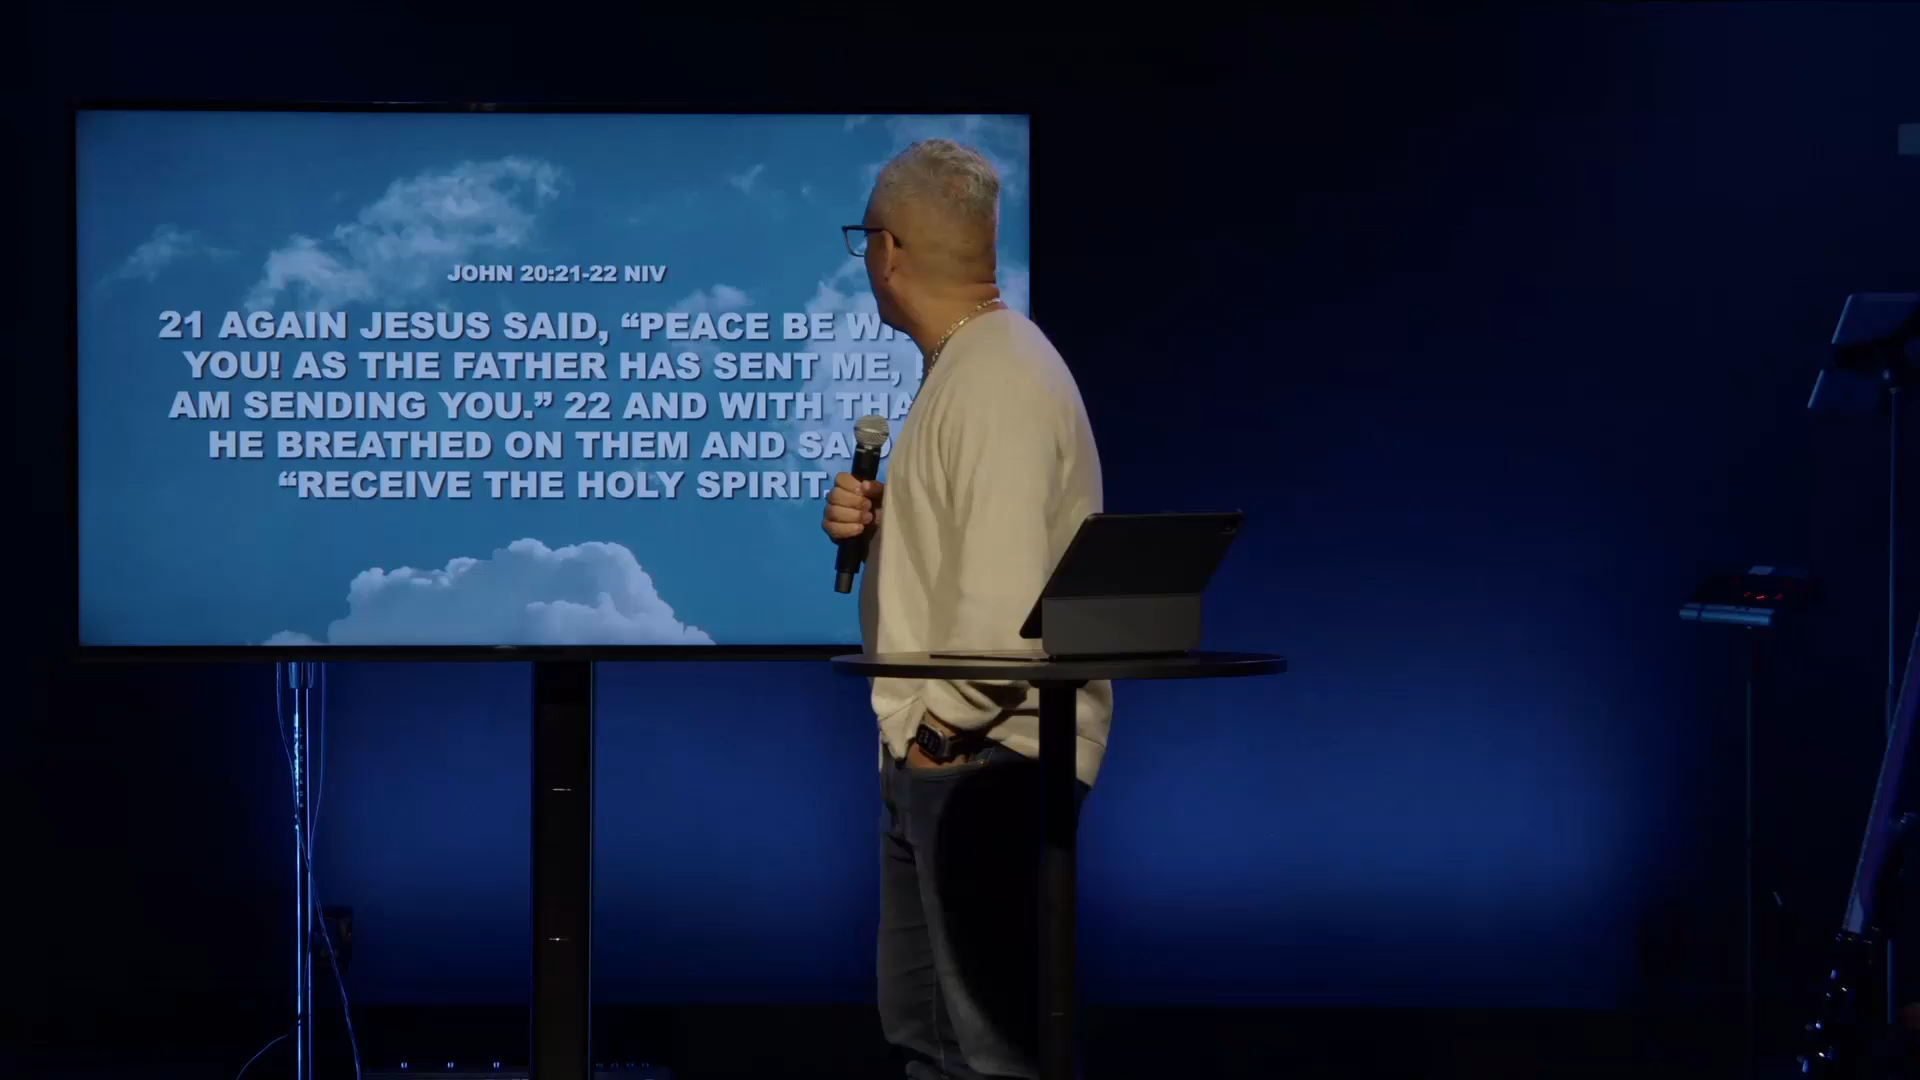 JOHN 20:21-22 NIV
21 AGAIN JESUS SAID, “PEACE BE
YOU! AS THE FATHER HAS SENT ME,
AM SENDING YOU.” 22 AND WITH
HE BREATHED ON THEM AND
“RECEIVE THE HOLY SPIRIT.